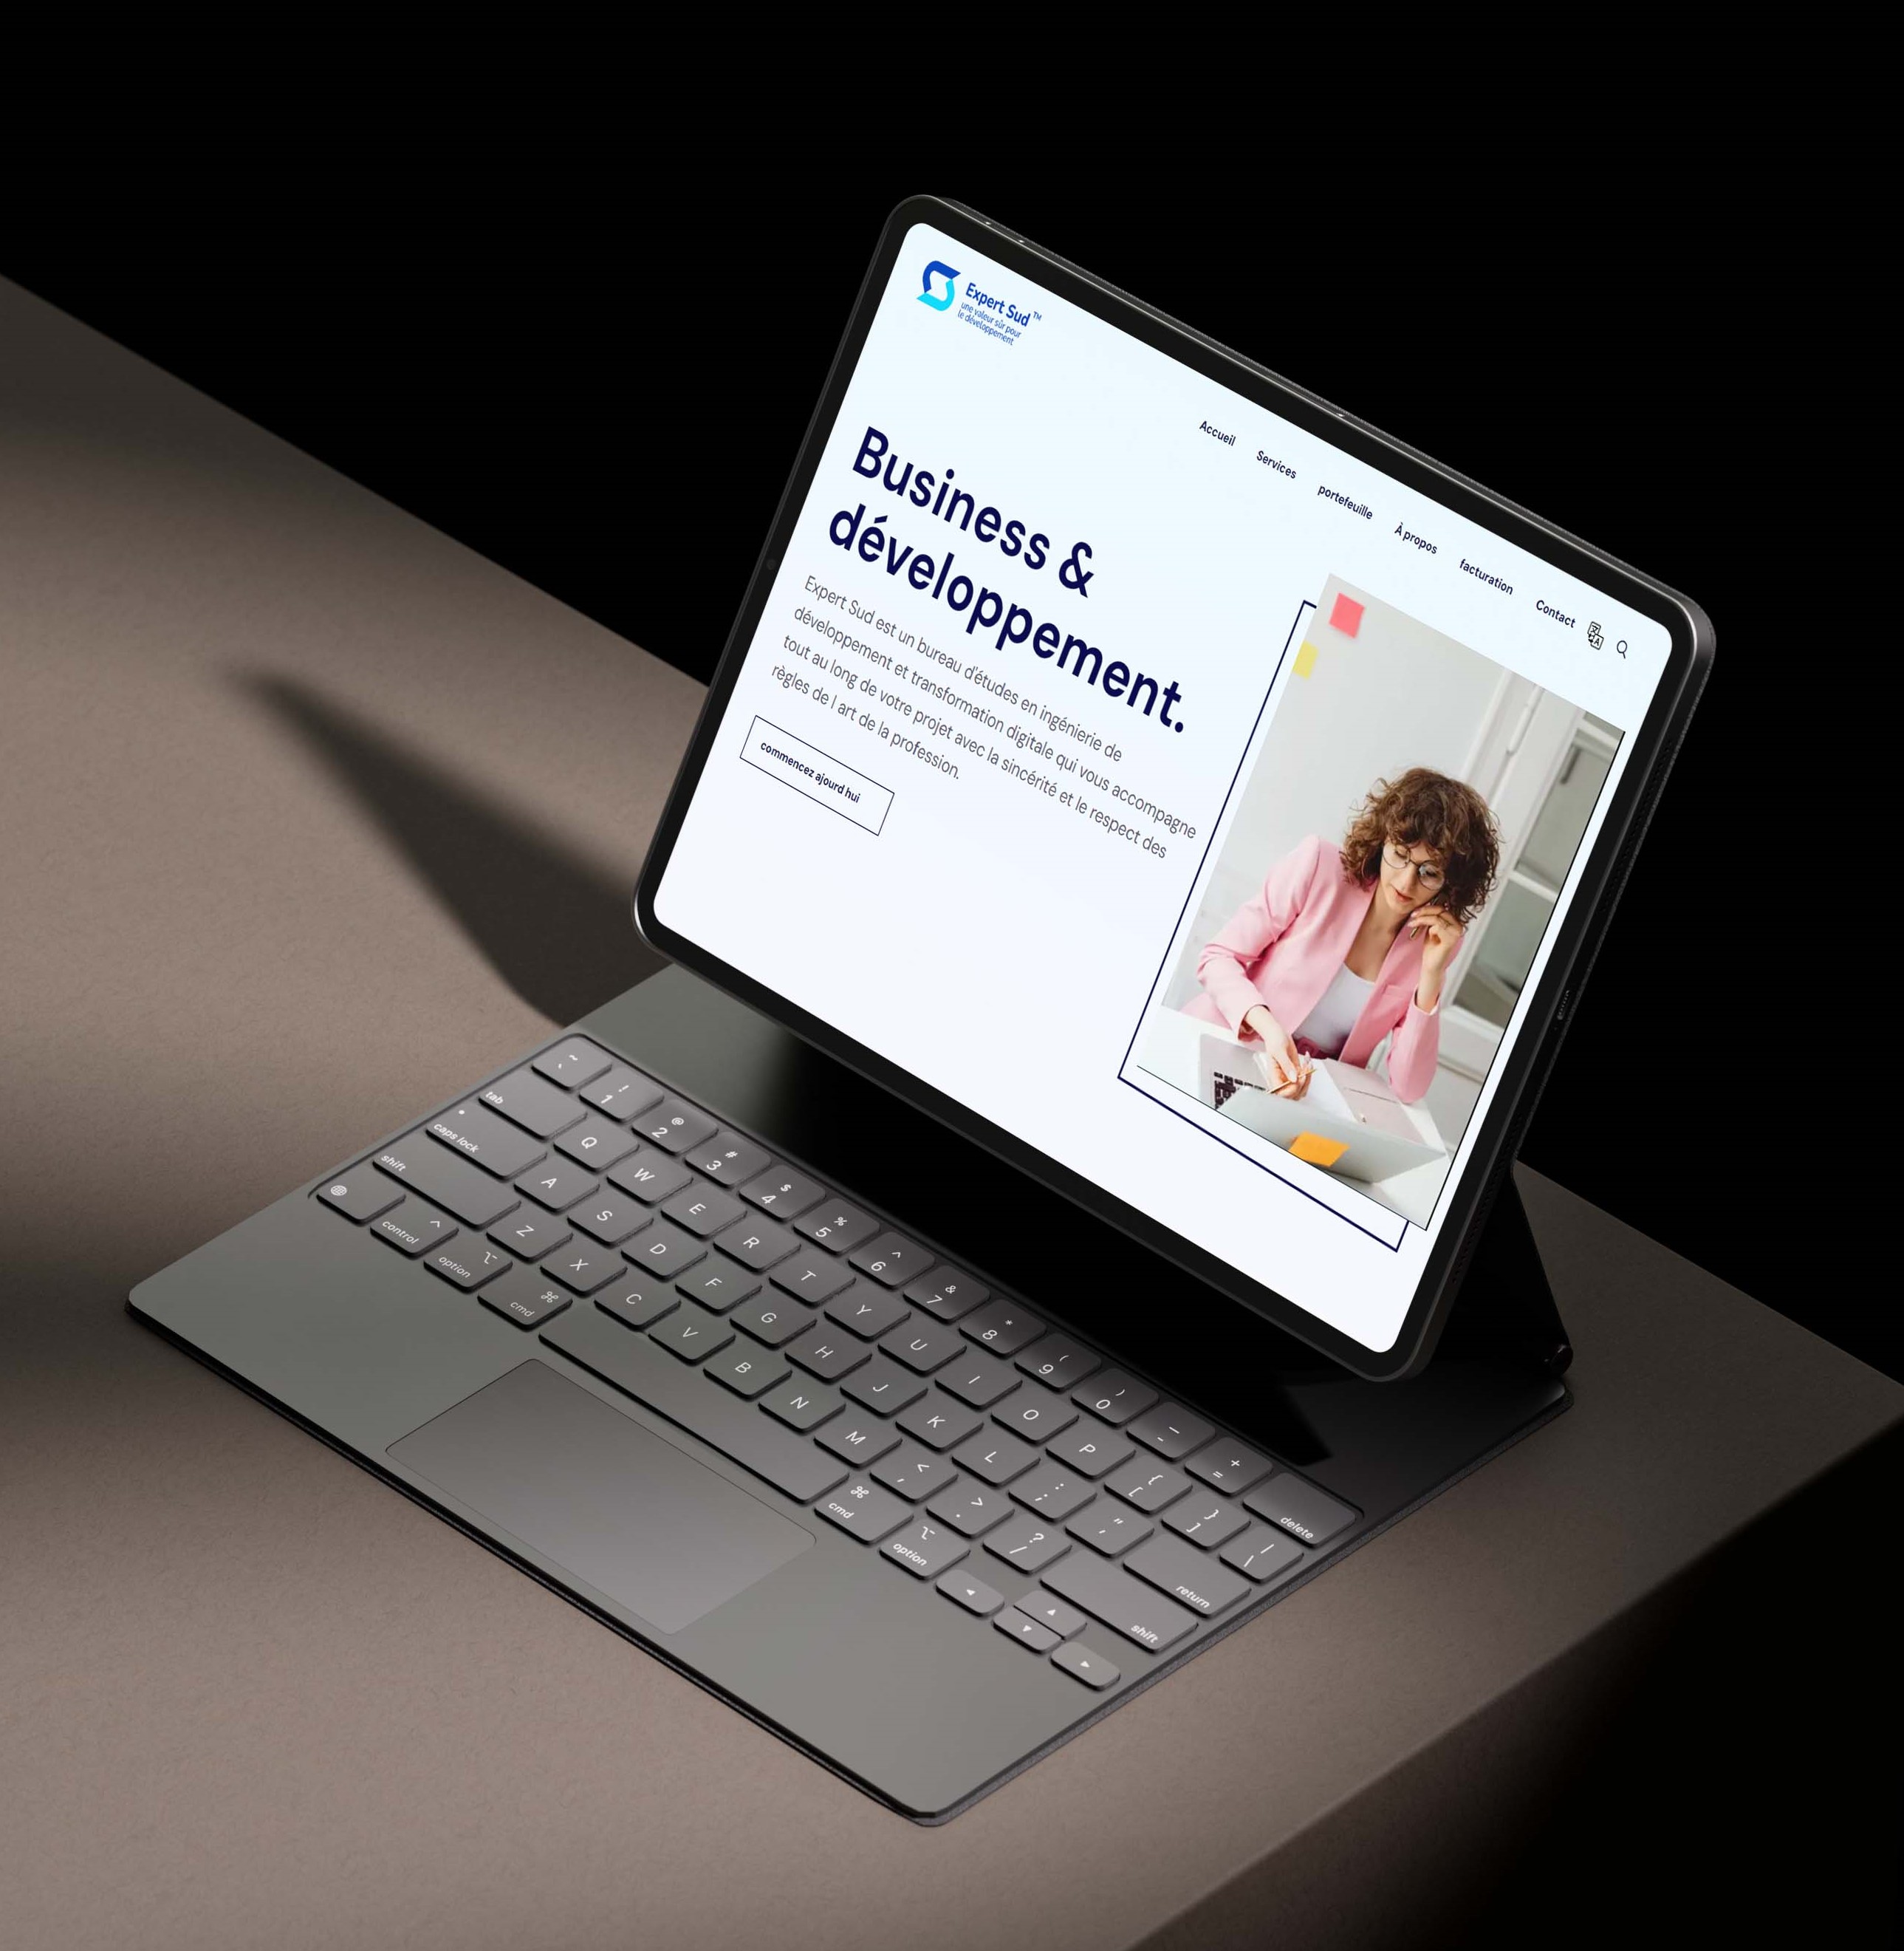 Expert Sud ™
une valeur sûr pour
le développement
Accueil Services portefeuille À propos facturation Contact
Business &
développement.
Expert Sud est un bureau d'études en ingénierie de
développement et transformation digitale qui vous accompagne
tout au long de votre projet avec la sincérité et le respect des
règles de l art de la profession.
commencez ajourd hui
~ ` ! 1 @ 2 # 3 $ 4 % 5 ^ 6 & 7 * 8 ( 9 ) 0 — - + = delete
tab Q W E R T Y U I O P { [ } ] | \
caps lock A S D F G H J K L : ; " ' return
shift Z X C V B N M < , > . ? / shift
control option cmd cmd option